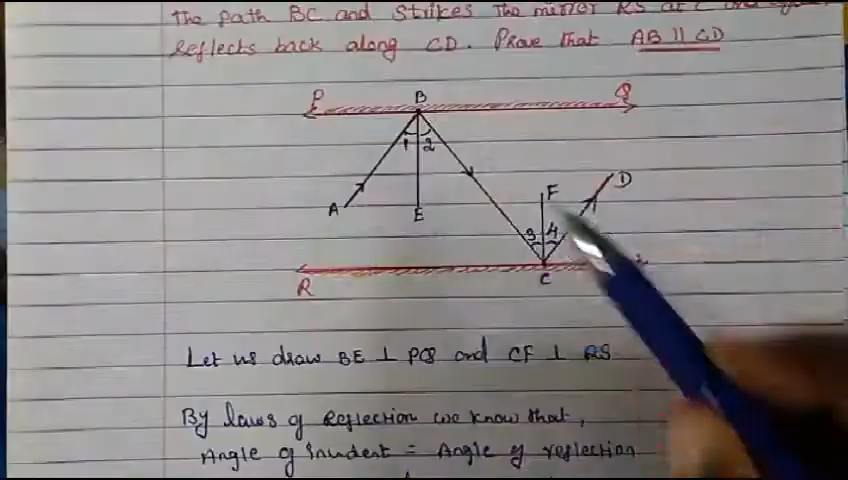 The path BC and strikes the mirror RS at C and
Reflects back along CD. Prove that AB || CD
P B Q
1 2
A E F D
3 4
R C
Let us draw BE ⊥ PQ and CF ⊥ RS
By laws of Reflection we know that,
Angle of incident = Angle of reflection